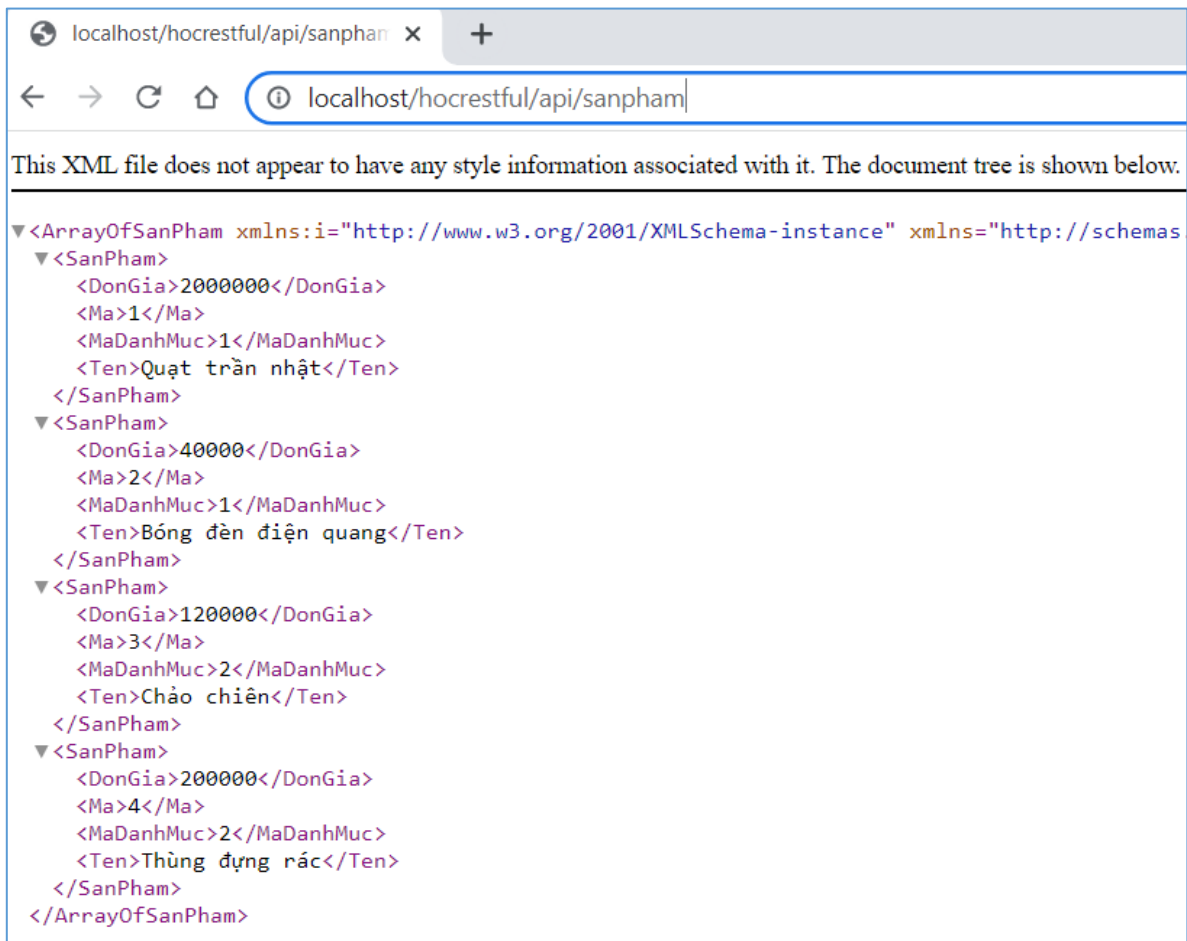 localhost/hocrestful/api/sanpham
localhost/hocrestful/api/sanpham
This XML file does not appear to have any style information associated with it. The document tree is shown below.
▼<ArrayOfSanPham xmlns:i="http://www.w3.org/2001/XMLSchema-instance" xmlns="http://schemas.
▼<SanPham>
<DonGia>2000000</DonGia>
<Ma>1</Ma>
<MaDanhMuc>1</MaDanhMuc>
<Ten>Quạt trần nhật</Ten>
</SanPham>
▼<SanPham>
<DonGia>40000</DonGia>
<Ma>2</Ma>
<MaDanhMuc>1</MaDanhMuc>
<Ten>Bóng đèn điện quang</Ten>
</SanPham>
▼<SanPham>
<DonGia>120000</DonGia>
<Ma>3</Ma>
<MaDanhMuc>2</MaDanhMuc>
<Ten>Chảo chiên</Ten>
</SanPham>
▼<SanPham>
<DonGia>200000</DonGia>
<Ma>4</Ma>
<MaDanhMuc>2</MaDanhMuc>
<Ten>Thùng đựng rác</Ten>
</SanPham>
</ArrayOfSanPham>